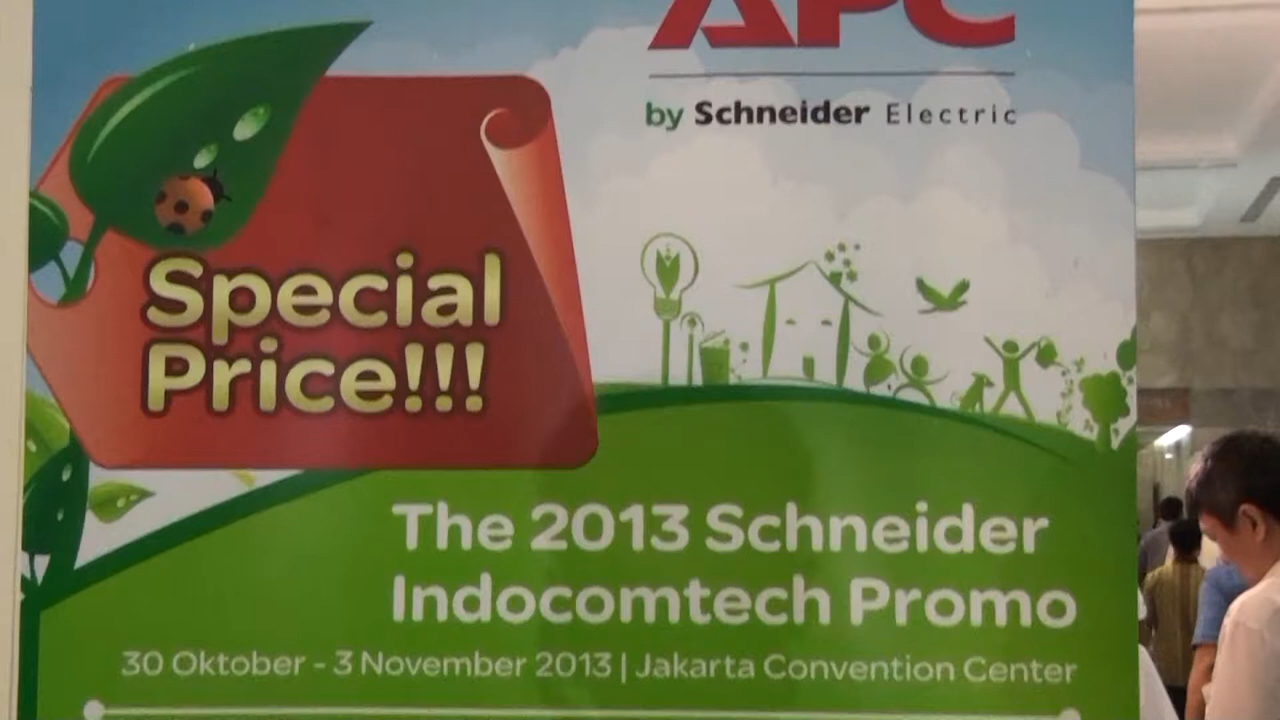 APC
by Schneider Electric
Special
Price!!!
The 2013 Schneider
Indocomtech Promo
30 Oktober - 3 November 2013 | Jakarta Convention Center